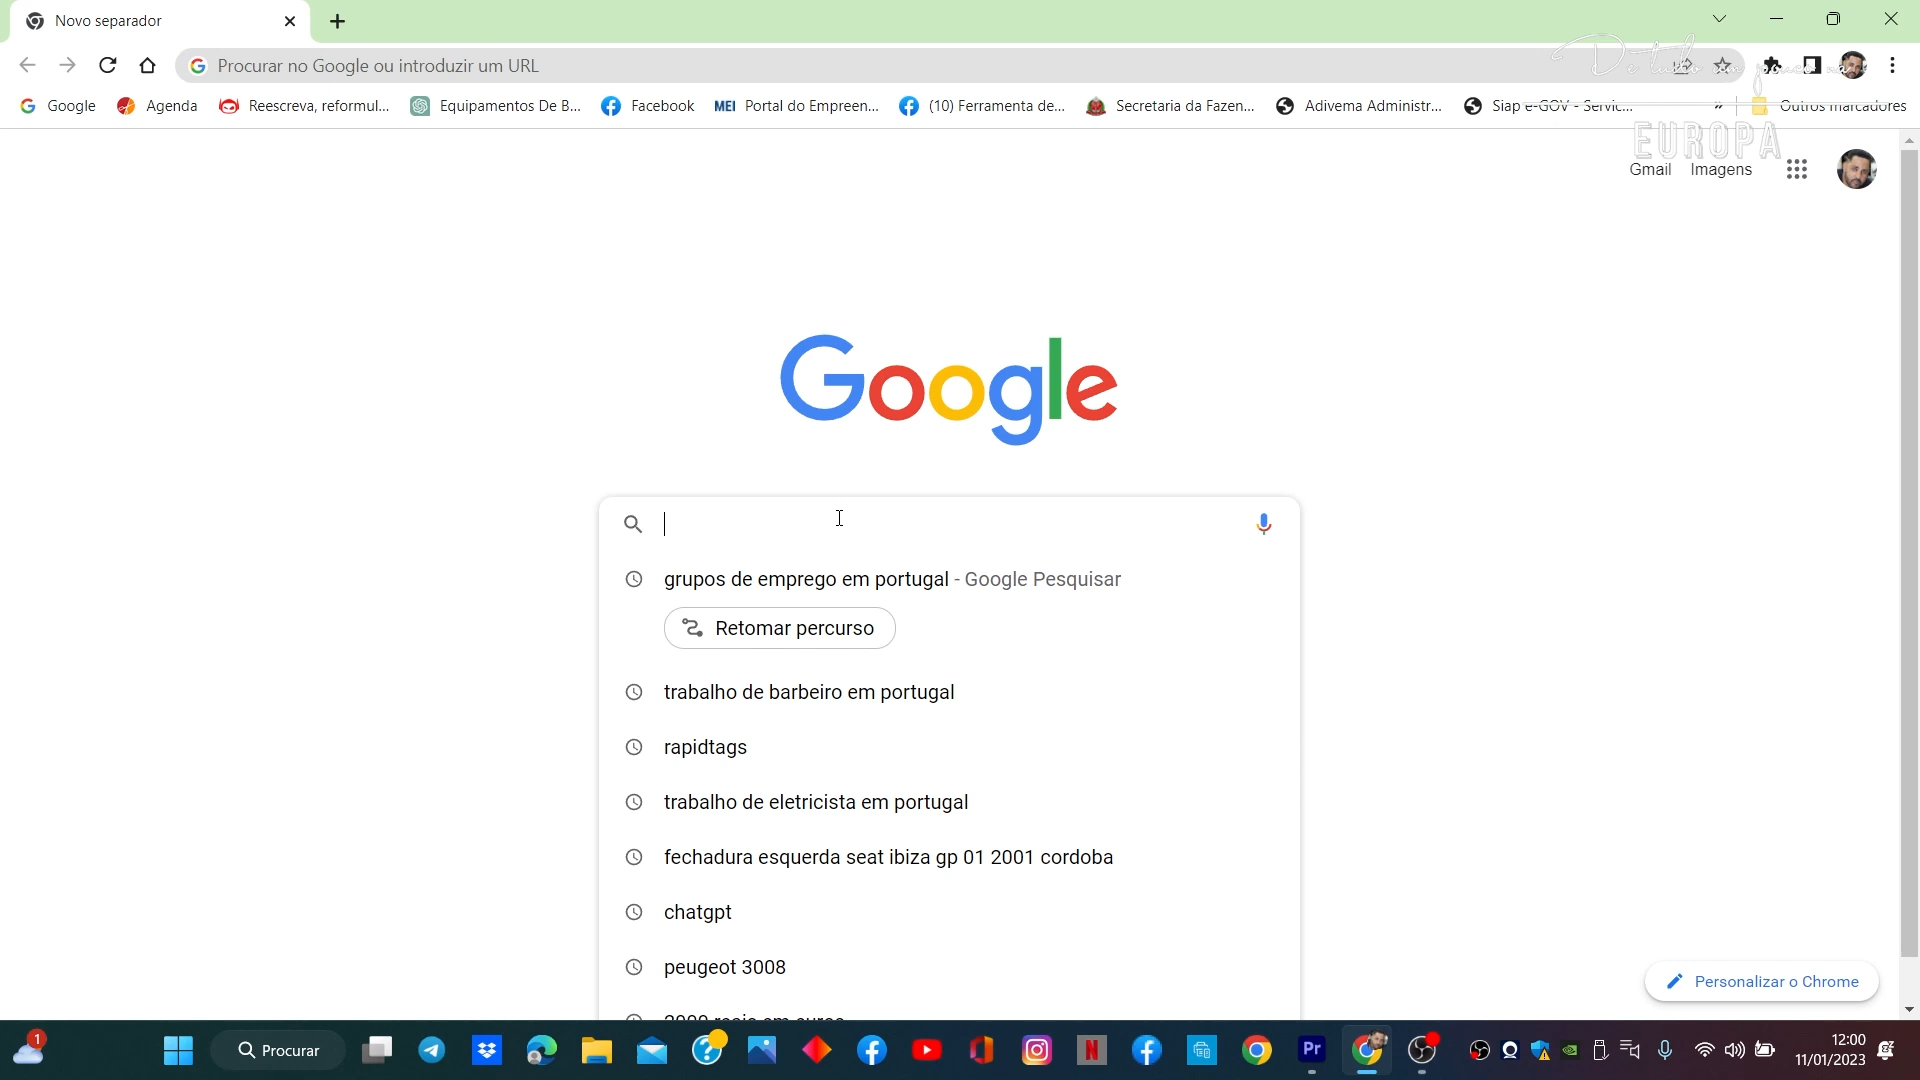 Novo separador
Procurar no Google ou introduzir um URL
Google
Agenda
Reescreva, reformul...
Equipamentos De B...
Facebook
MEI Portal do Empreen...
(10) Ferramenta de...
Secretaria da Fazen...
Adivema Administr...
Siap e-GOV - Servic...
»
Outros marcadores
EUROPA
Gmail
Imagens
Google
grupos de emprego em portugal - Google Pesquisar
Retomar percurso
trabalho de barbeiro em portugal
rapidtags
trabalho de eletricista em portugal
fechadura esquerda seat ibiza gp 01 2001 cordoba
chatgpt
peugeot 3008
Personalizar o Chrome
1
Procurar
N
Pr
12:00
11/01/2023